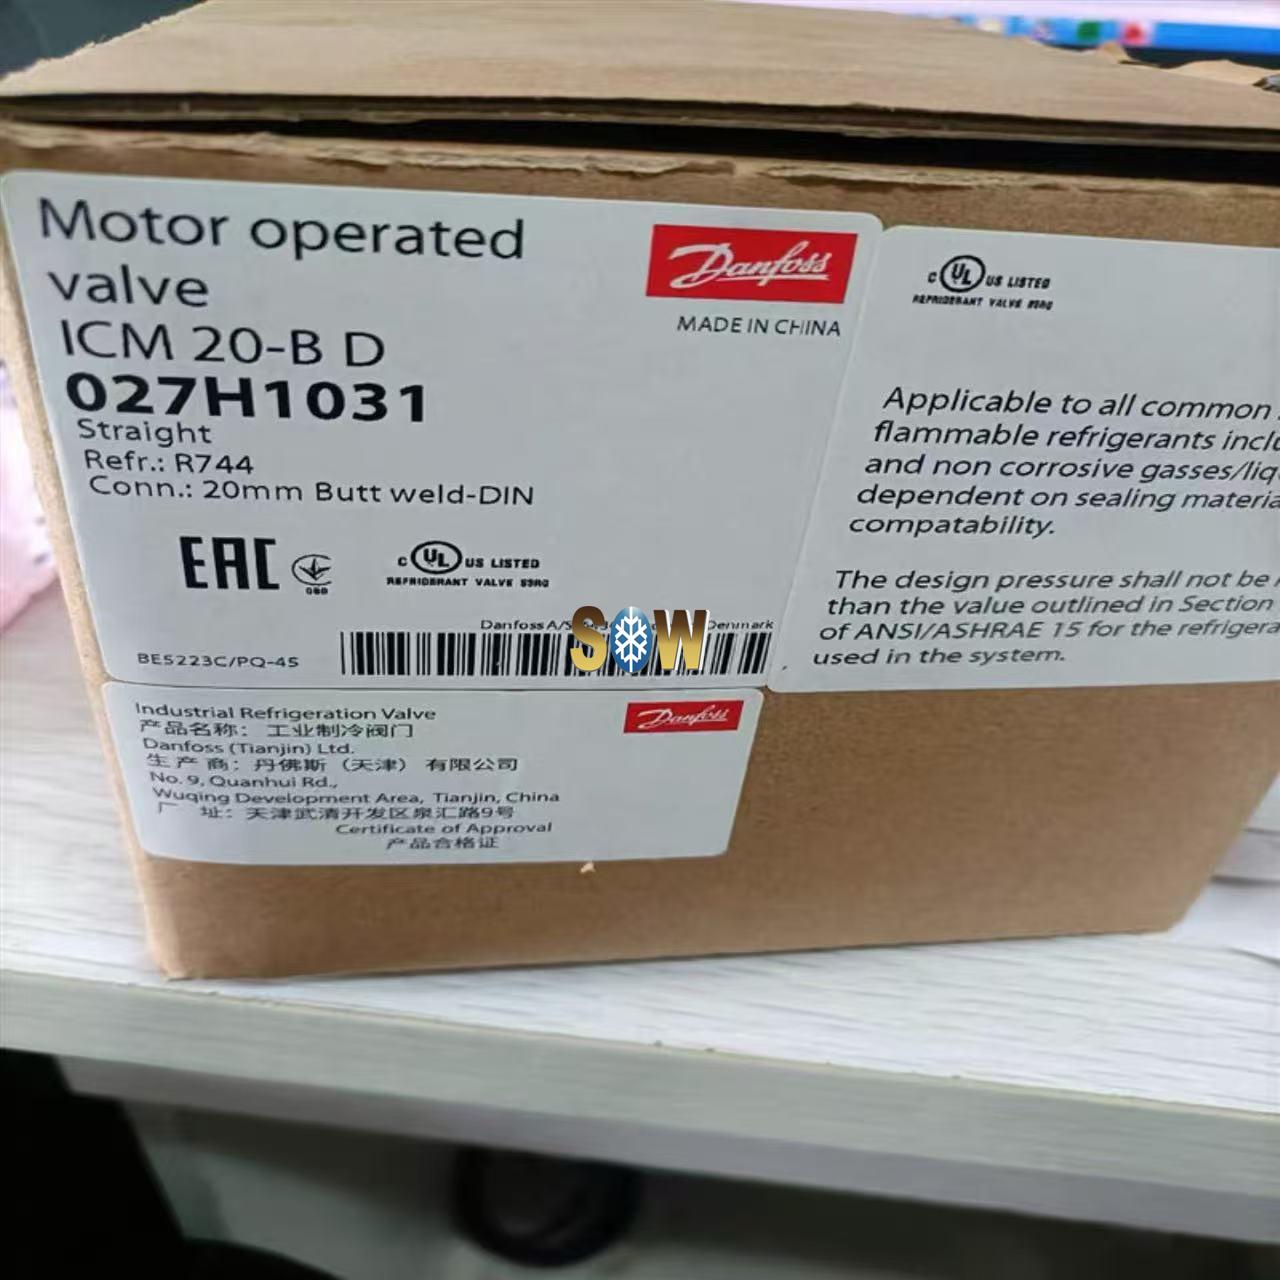 Motor operated
valve
ICM 20-B D
027H1031
Straight
Refr.: R744
Conn.: 20mm Butt weld-DIN
Danfoss
MADE IN CHINA
EAC
C UL US LISTED
REFRIGERANT VALVE
Danfoss A/S
Denmark
BE5223C/PQ-45
SOW
C UL US LISTED
REFRIGERANT VALVE
Applicable to all common
flammable refrigerants
and non corrosive
dependent on sealing
compatability.
The design pressure shall not be
than the value outlined in Section
of ANSI/ASHRAE 15 for the
used in the system.
Industrial Refrigeration Valve
产品名称：工业制冷阀门
Danfoss (Tianjin) Ltd.
生产商：丹佛斯（天津）有限公司
No. 9, Quanhui Rd.,
Wuqing Development Area, Tianjin, China
厂 址：天津武清开发区泉汇路9号
Certificate of Approval
产品合格证
Danfoss